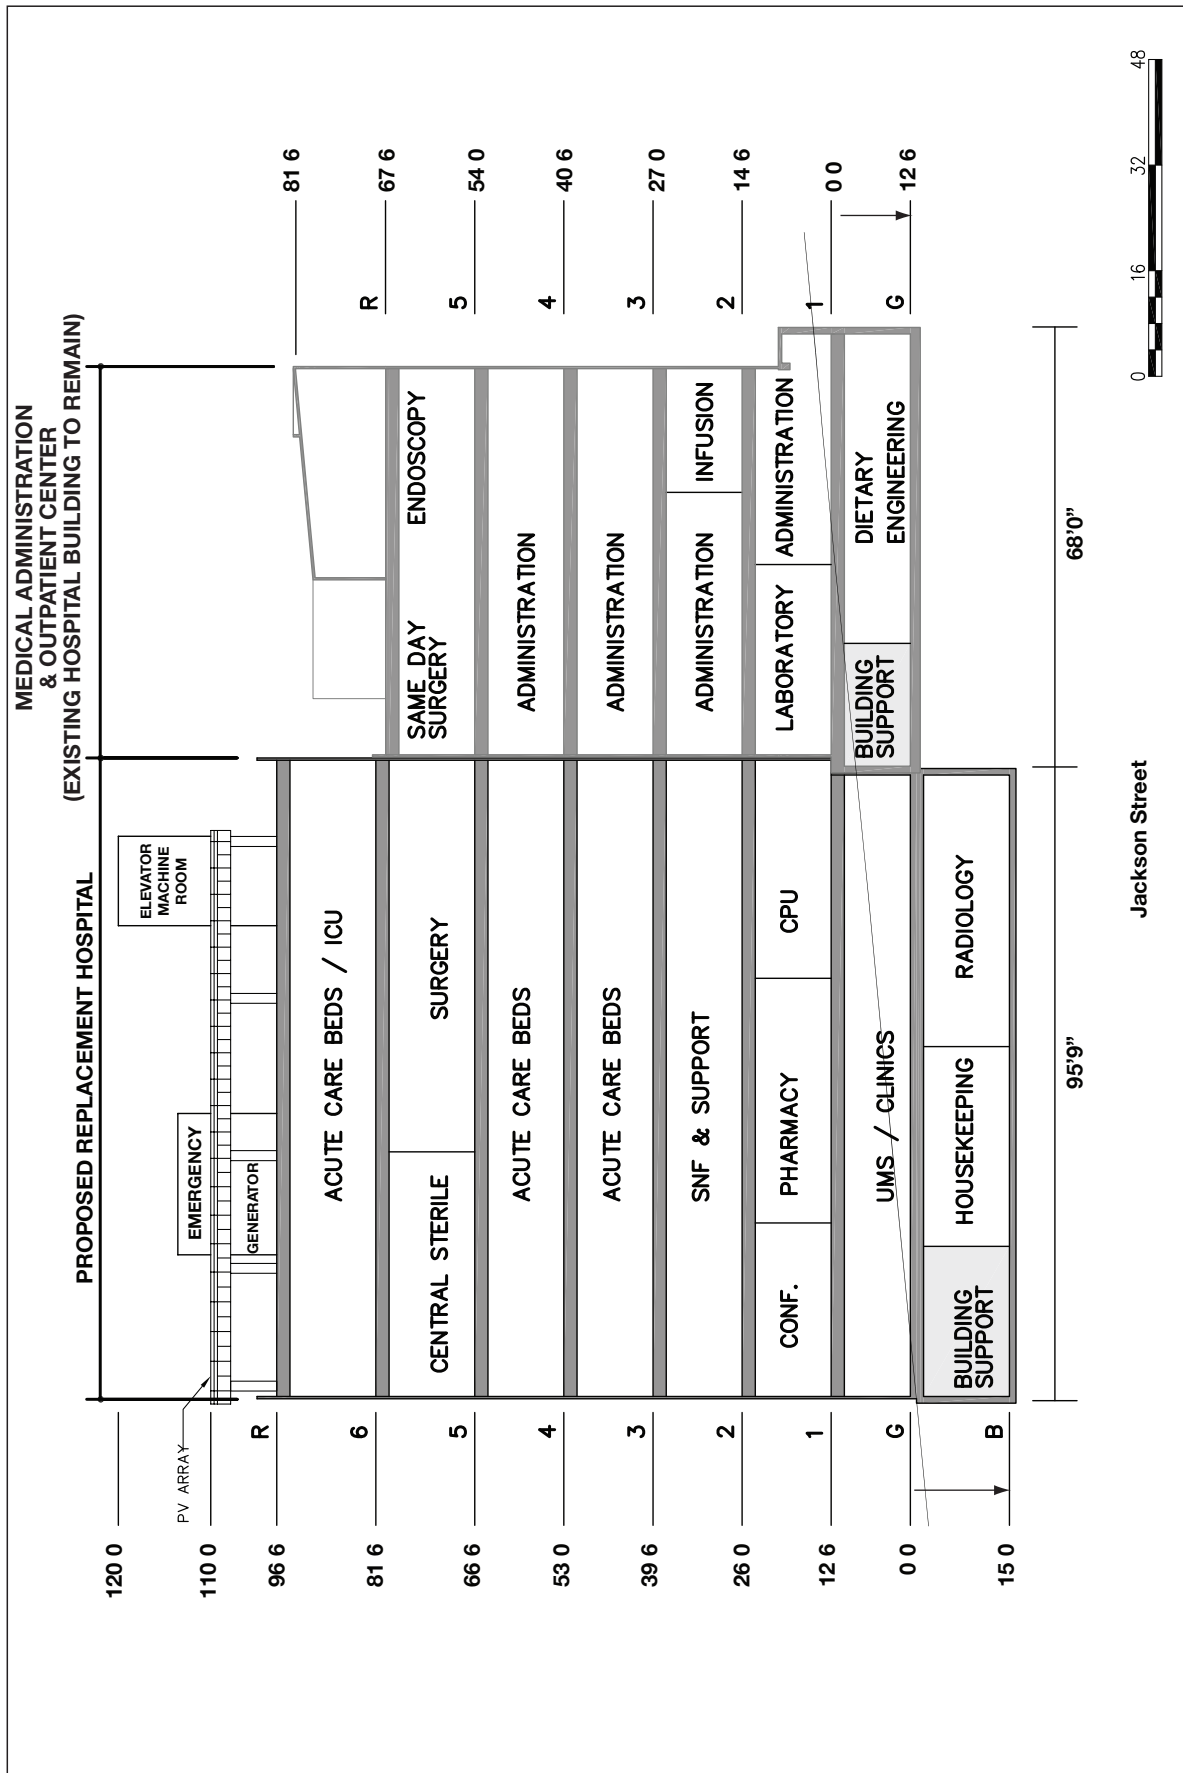 MEDICAL ADMINISTRATION
& OUTPATIENT CENTER
(EXISTING HOSPITAL BUILDING TO REMAIN)
PROPOSED REPLACEMENT HOSPITAL
120 0
110 0
96 6
81 6
66 6
53 0
39 6
26 0
12 6
0 0
15 0
PV ARRAY
R
6
5
4
3
2
1
G
B
EMERGENCY
GENERATOR
ELEVATOR
MACHINE
ROOM
ACUTE CARE BEDS / ICU
CENTRAL STERILE
SURGERY
ACUTE CARE BEDS
ACUTE CARE BEDS
SNF & SUPPORT
CONF.
PHARMACY
CPU
UMS / CLINICS
BUILDING
SUPPORT
HOUSEKEEPING
RADIOLOGY
SAME DAY
SURGERY
ENDOSCOPY
ADMINISTRATION
ADMINISTRATION
ADMINISTRATION
INFUSION
LABORATORY
ADMINISTRATION
BUILDING
SUPPORT
DIETARY
ENGINEERING
R
5
4
3
2
1
G
81 6
67 6
54 0
40 6
27 0
14 6
0 0
12 6
95'9"
68'0"
Jackson Street
0
16
32
48